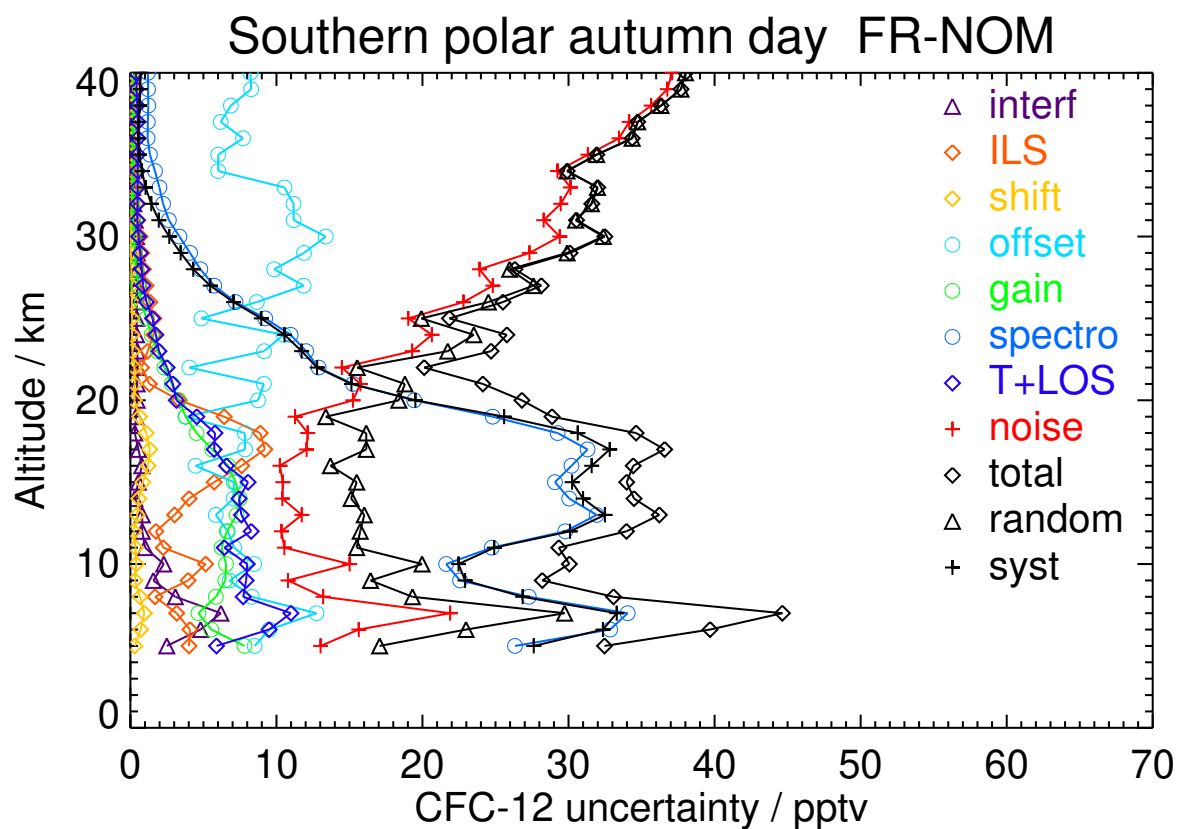 Southern polar autumn day FR-NOM
Altitude / km
40
30
20
10
0
0 10 20 30 40 50 60 70
CFC-12 uncertainty / pptv
interf
ILS
shift
offset
gain
spectro
T+LOS
noise
total
random
syst